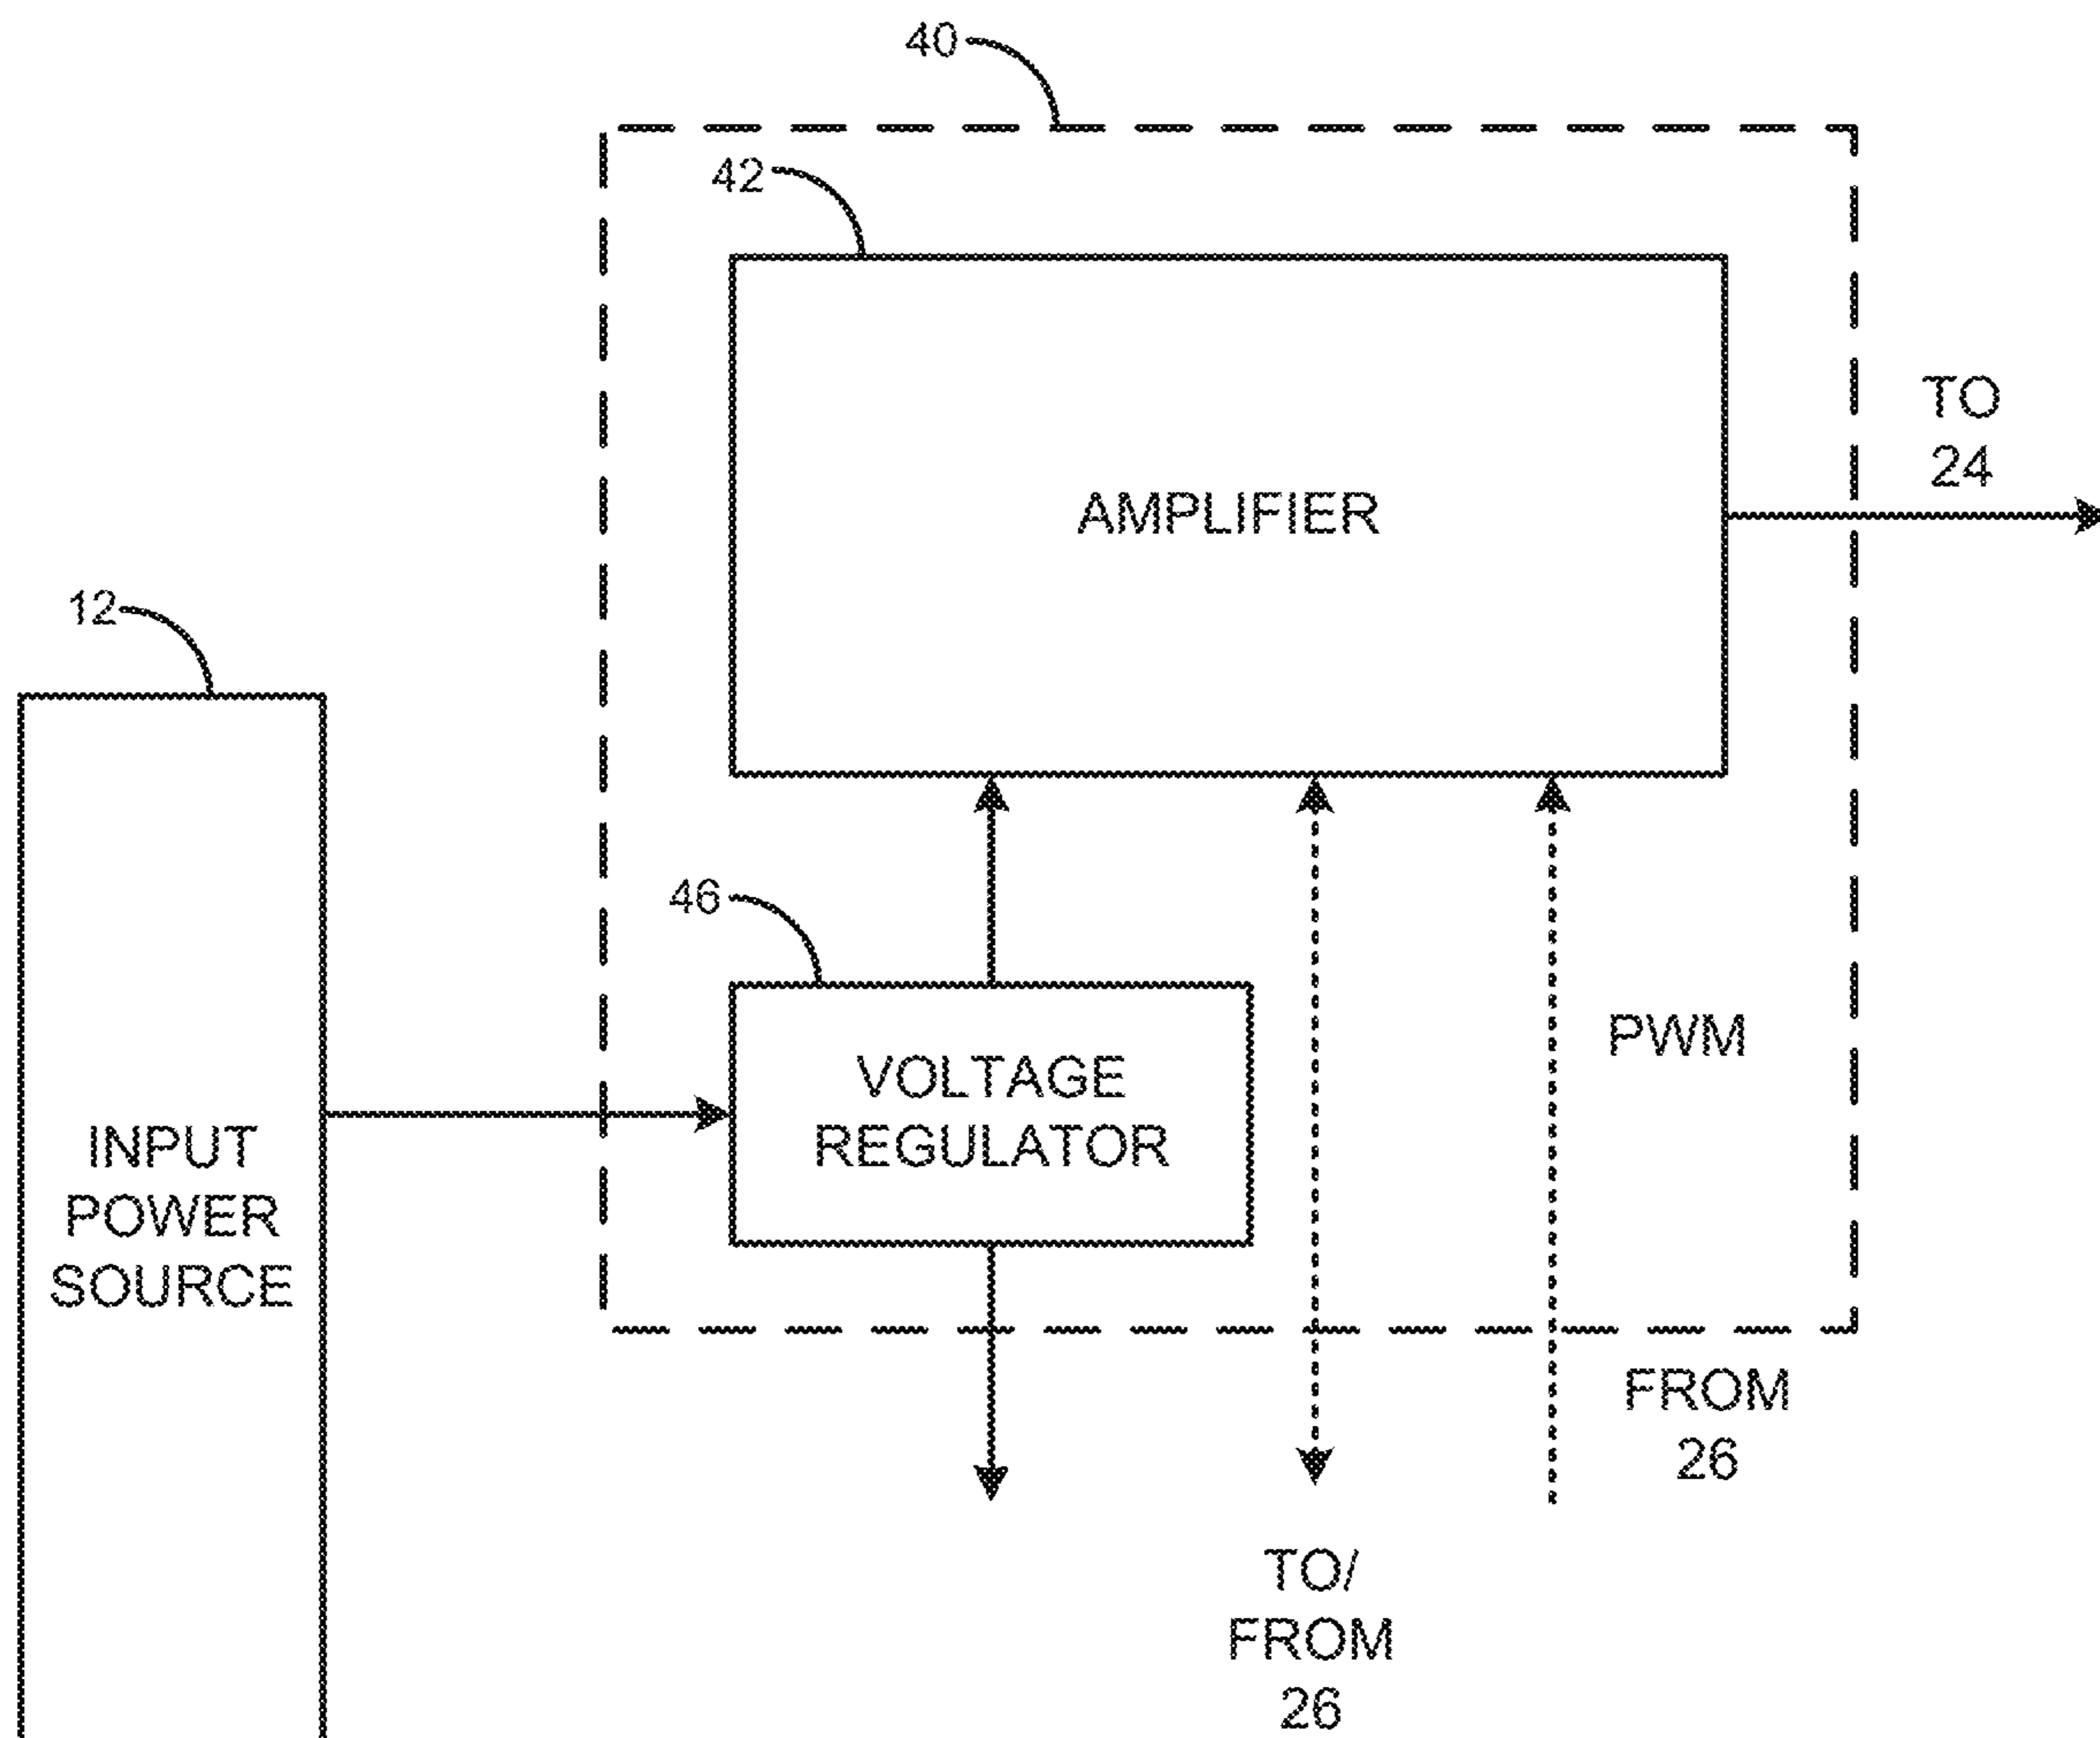 40
42
TO
24
AMPLIFIER
12
46
PWM
VOLTAGE
REGULATOR
INPUT
POWER
SOURCE
FROM
26
TO/
FROM
26